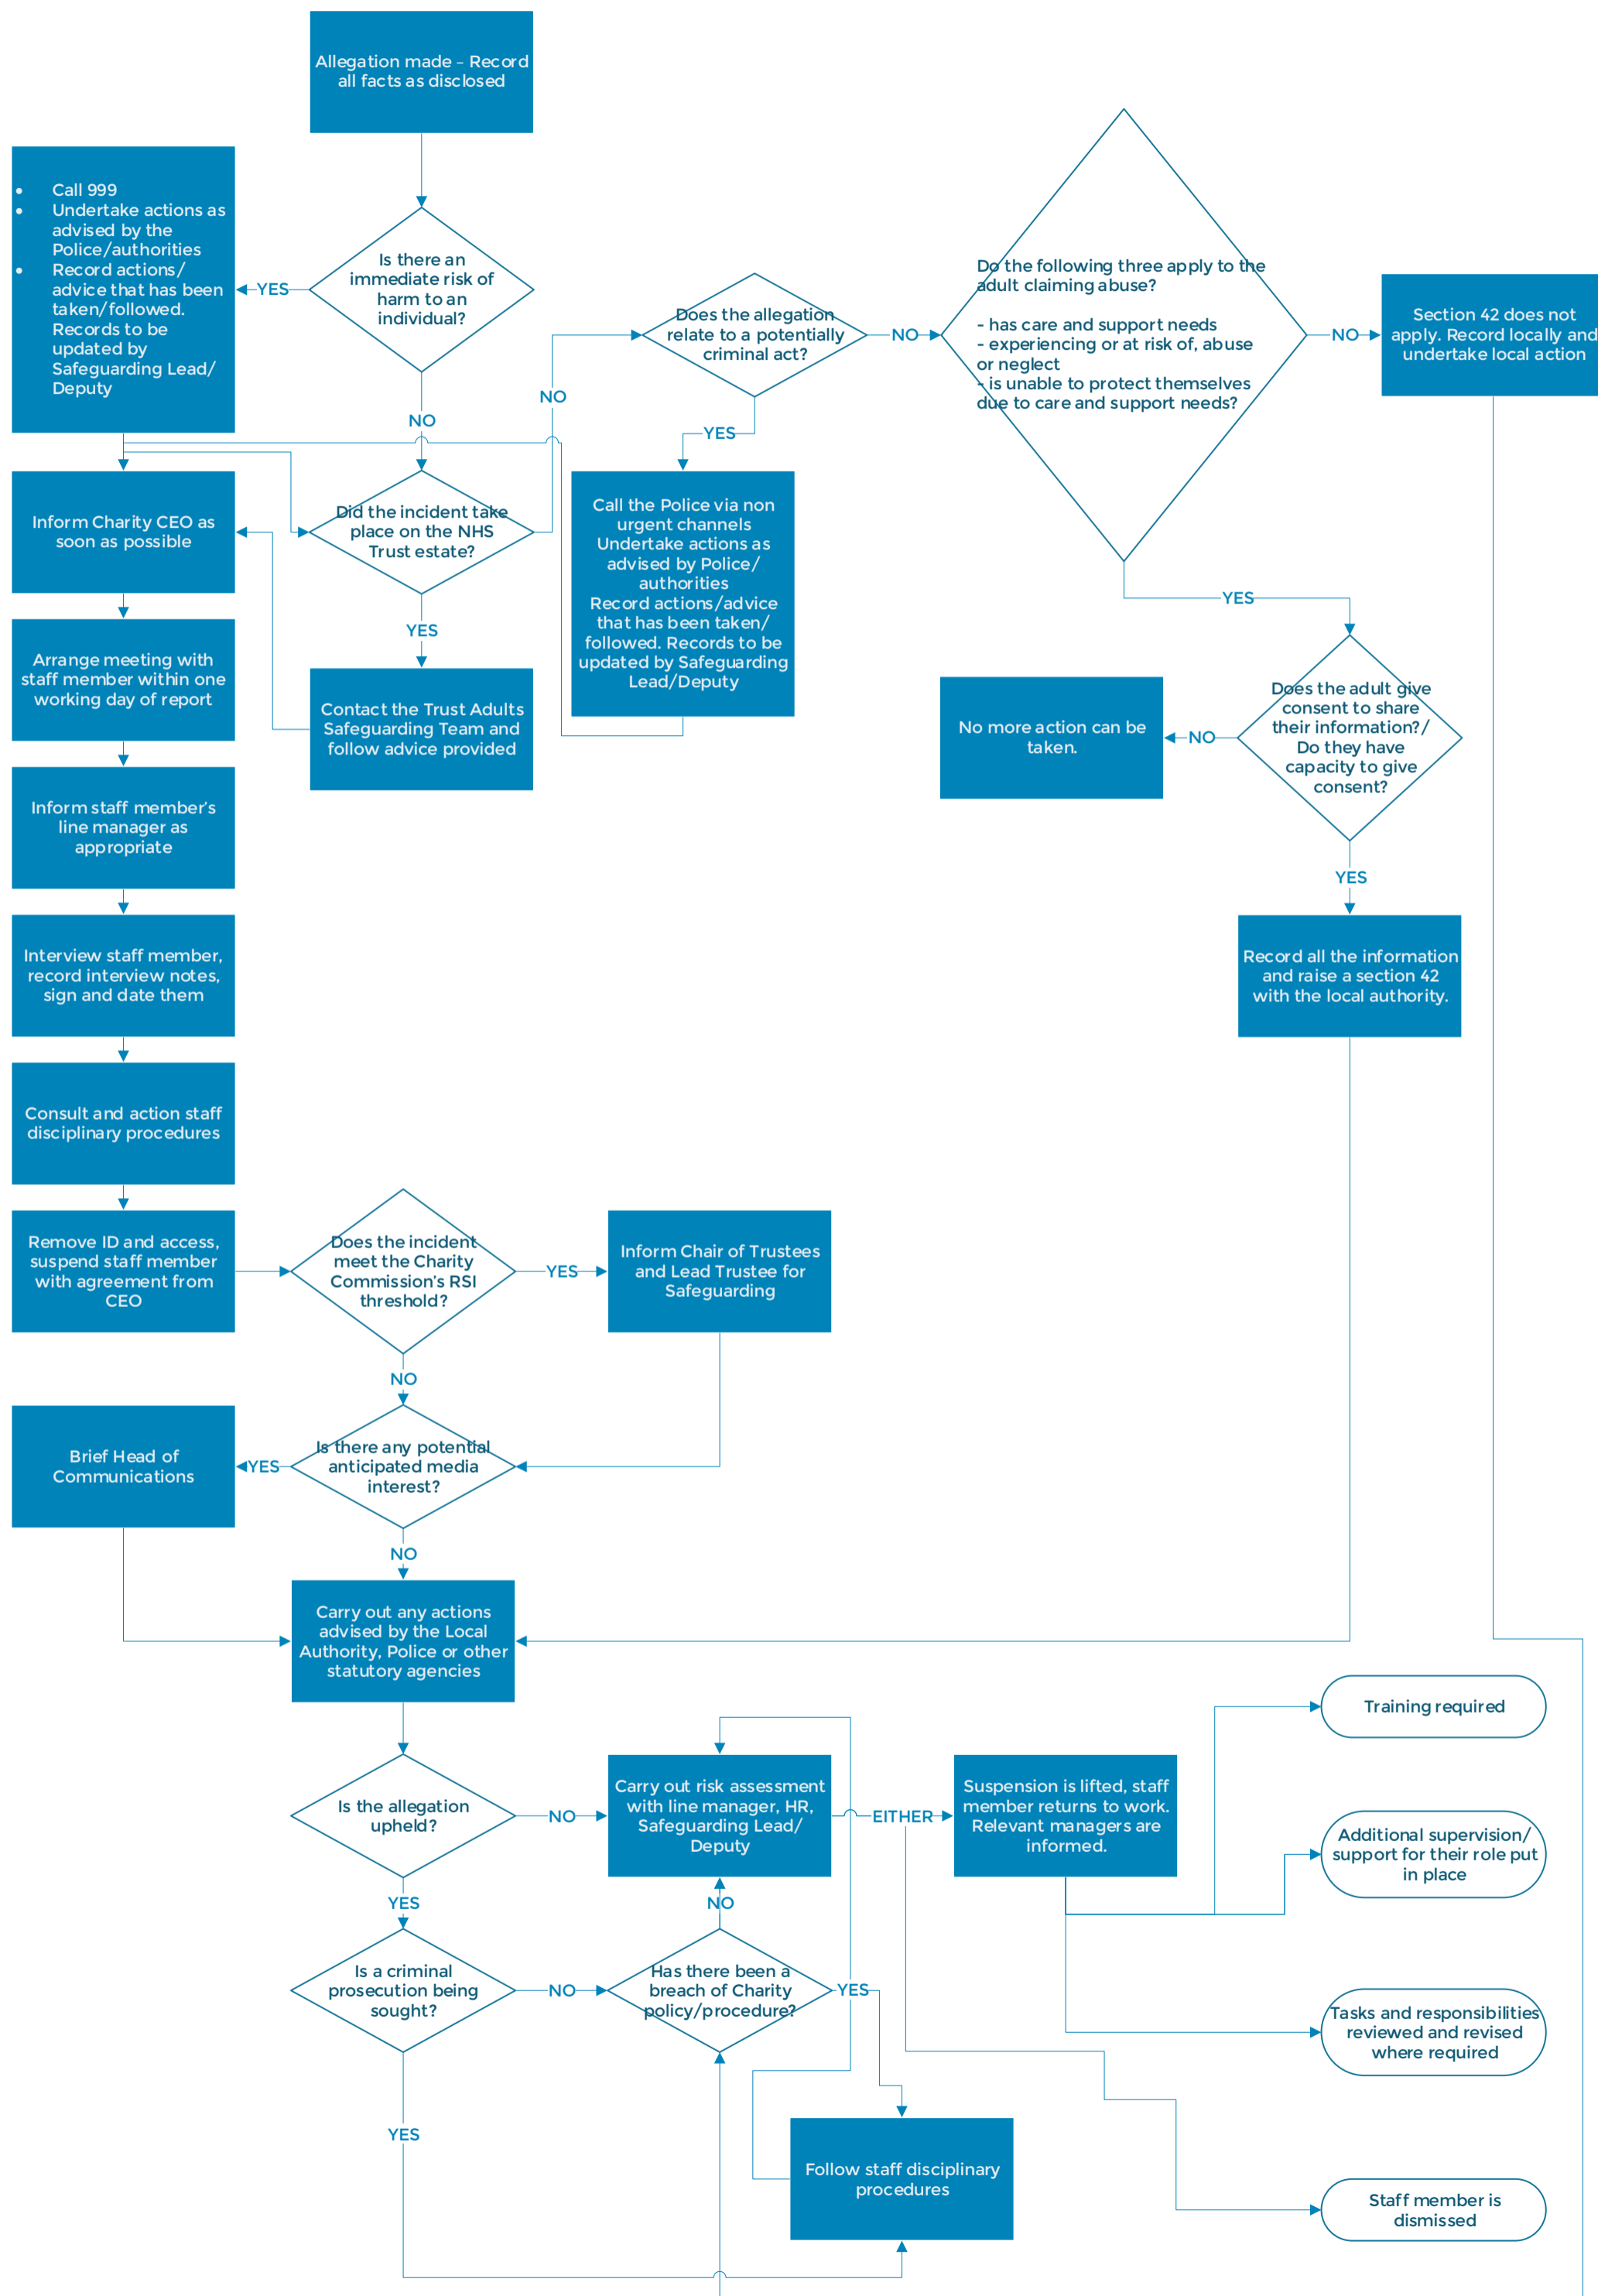 Allegation made – Record
all facts as disclosed
• Call 999
• Undertake actions as
advised by the
Police/authorities
• Record actions/
advice that has been
taken/followed.
Records to be
updated by
Safeguarding Lead/
Deputy
YES
Is there an
immediate risk of
harm to an
individual?
NO
Does the allegation
relate to a potentially
criminal act?
NO
Do the following three apply to the
adult claiming abuse?
- has care and support needs
- experiencing or at risk of, abuse
or neglect
- is unable to protect themselves
due to care and support needs?
NO
Section 42 does not
apply. Record locally and
undertake local action
NO
YES
Inform Charity CEO as
soon as possible
Did the incident take
place on the NHS
Trust estate?
YES
Call the Police via non
urgent channels
Undertake actions as
advised by Police/
authorities
Record actions/advice
that has been taken/
followed. Records to be
updated by Safeguarding
Lead/Deputy
YES
Arrange meeting with
staff member within one
working day of report
Contact the Trust Adults
Safeguarding Team and
follow advice provided
No more action can be
taken.
NO
Does the adult give
consent to share
their information?/
Do they have
capacity to give
consent?
YES
Inform staff member's
line manager as
appropriate
Interview staff member,
record interview notes,
sign and date them
Record all the information
and raise a section 42
with the local authority.
Consult and action staff
disciplinary procedures
Remove ID and access,
suspend staff member
with agreement from
CEO
Does the incident
meet the Charity
Commission's RSI
threshold?
YES
Inform Chair of Trustees
and Lead Trustee for
Safeguarding
NO
Brief Head of
Communications
YES
Is there any potential
anticipated media
interest?
NO
Carry out any actions
advised by the Local
Authority, Police or other
statutory agencies
Training required
Is the allegation
upheld?
NO
Carry out risk assessment
with line manager, HR,
Safeguarding Lead/
Deputy
EITHER
Suspension is lifted, staff
member returns to work.
Relevant managers are
informed.
Additional supervision/
support for their role put
in place
YES
NO
Is a criminal
prosecution being
sought?
NO
Has there been a
breach of Charity
policy/procedure?
YES
Tasks and responsibilities
reviewed and revised
where required
YES
Follow staff disciplinary
procedures
Staff member is
dismissed